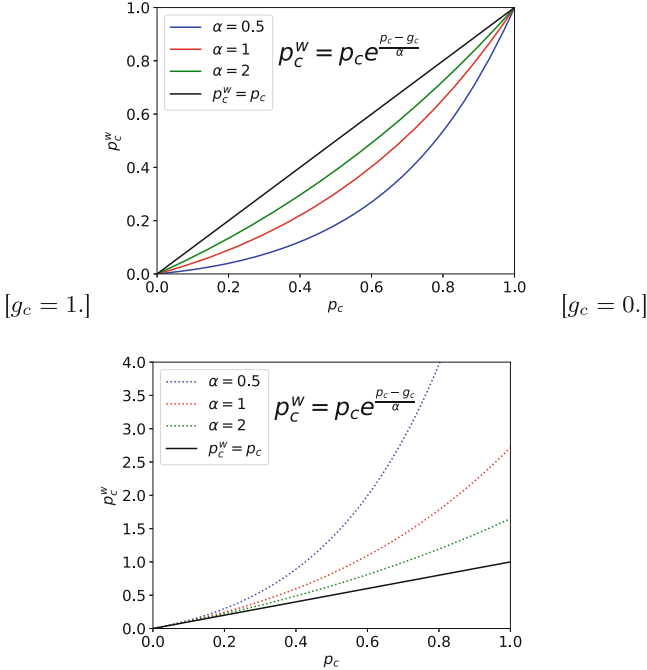 1.0
0.8
0.6
0.4
0.2
0.0
p_c^w
α = 0.5
α = 1
α = 2
p_c^w = p_c
p_c^w = p_c e^{\frac{p_c - g_c}{α}}
0.0 0.2 0.4 0.6 0.8 1.0
p_c
[g_c = 1.] [g_c = 0.]
4.0
3.5
3.0
2.5
2.0
1.5
1.0
0.5
0.0
p_c^w
α = 0.5
α = 1
α = 2
p_c^w = p_c
p_c^w = p_c e^{\frac{p_c - g_c}{α}}
0.0 0.2 0.4 0.6 0.8 1.0
p_c